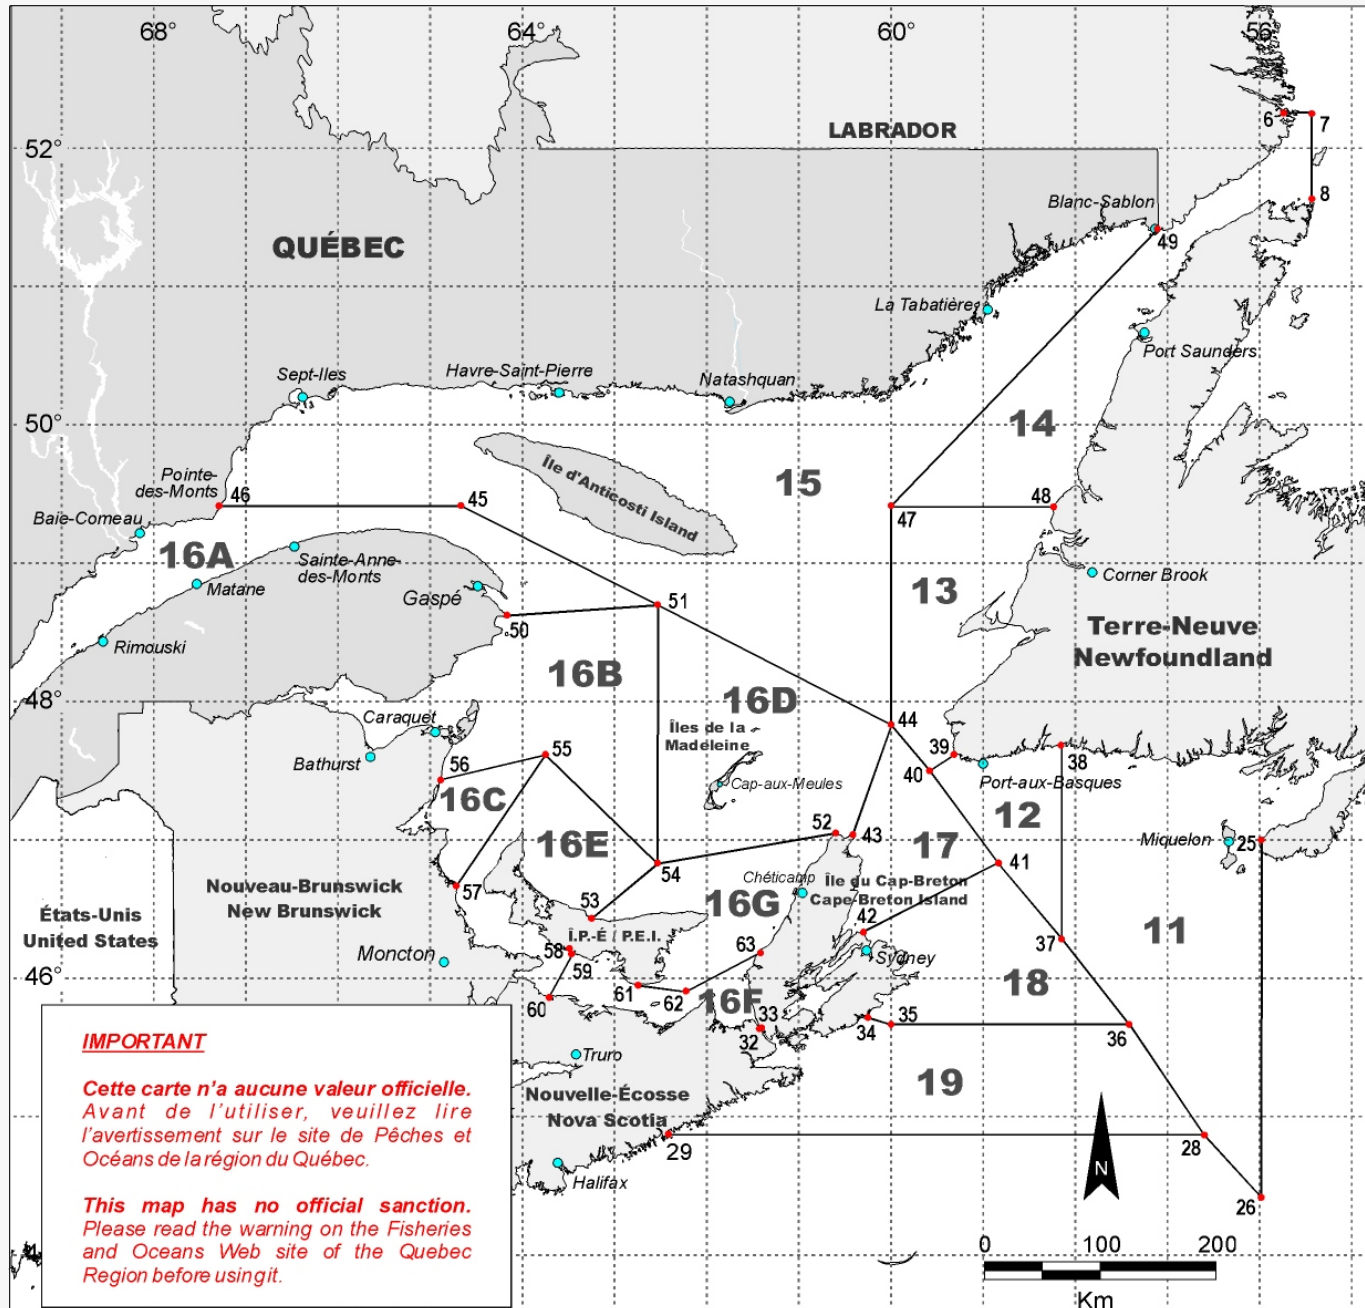 68°
64°
60°
56°
6
7
LABRADOR
52°
8
Blanc-Sablon
49
QUÉBEC
La Tabatière
Port Saunders
Sept-Iles
Havre-Saint-Pierre
Natashquan
50°
14
Île d'Anticosti Island
15
Pointe-
des-Monts
46
45
47
48
Baie-Comeau
16A
Sainte-Anne-
des-Monts
Matane
Gaspé
Corner Brook
13
51
50
Rimouski
Terre-Neuve
Newfoundland
16B
16D
48°
Caraquet
Îles de la
Madeleine
44
Bathurst
56
55
39
40
38
Port-aux-Basques
Cap-aux-Meules
16C
12
52
43
17
Miquelon
25
16E
54
41
Chéticamp
Île du Cap-Breton
Cape-Breton Island
57
Nouveau-Brunswick
New Brunswick
États-Unis
United States
53
16G
42
11
Î.P.-É / P.E.I.
37
58
59
63
Sydney
Moncton
46°
61
62
16F
18
60
33
32
34
35
36
Truro
19
Nouvelle-Écosse
Nova Scotia
29
28
Halifax
26
N
IMPORTANT
Cette carte n'a aucune valeur officielle.
Avant de l'utiliser, veuillez lire
l'avertissement sur le site de Pêches et
Océans de la région du Québec.
This map has no official sanction.
Please read the warning on the Fisheries
and Oceans Web site of the Quebec
Region before using it.
0 100 200
Km